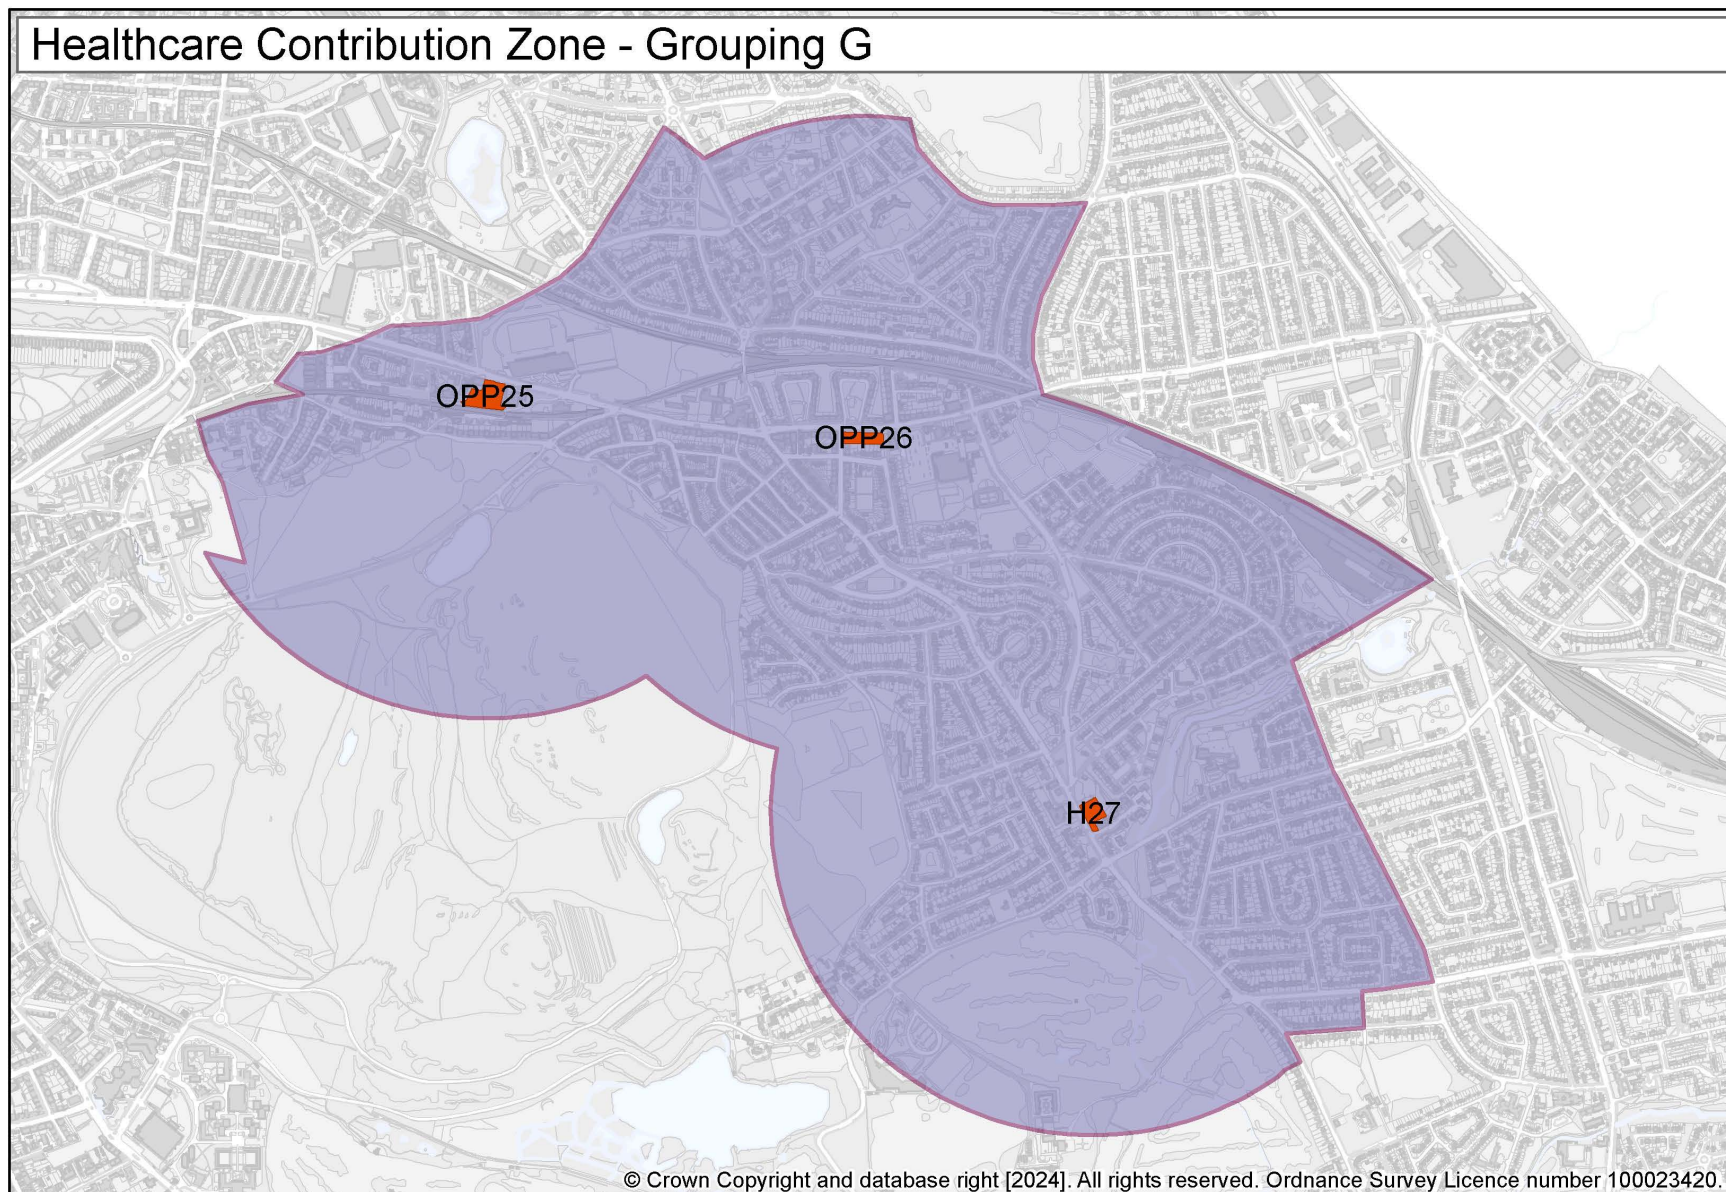 Healthcare Contribution Zone - Grouping G
OPP25
OPP26
H27
© Crown Copyright and database right [2024]. All rights reserved. Ordnance Survey Licence number 100023420.